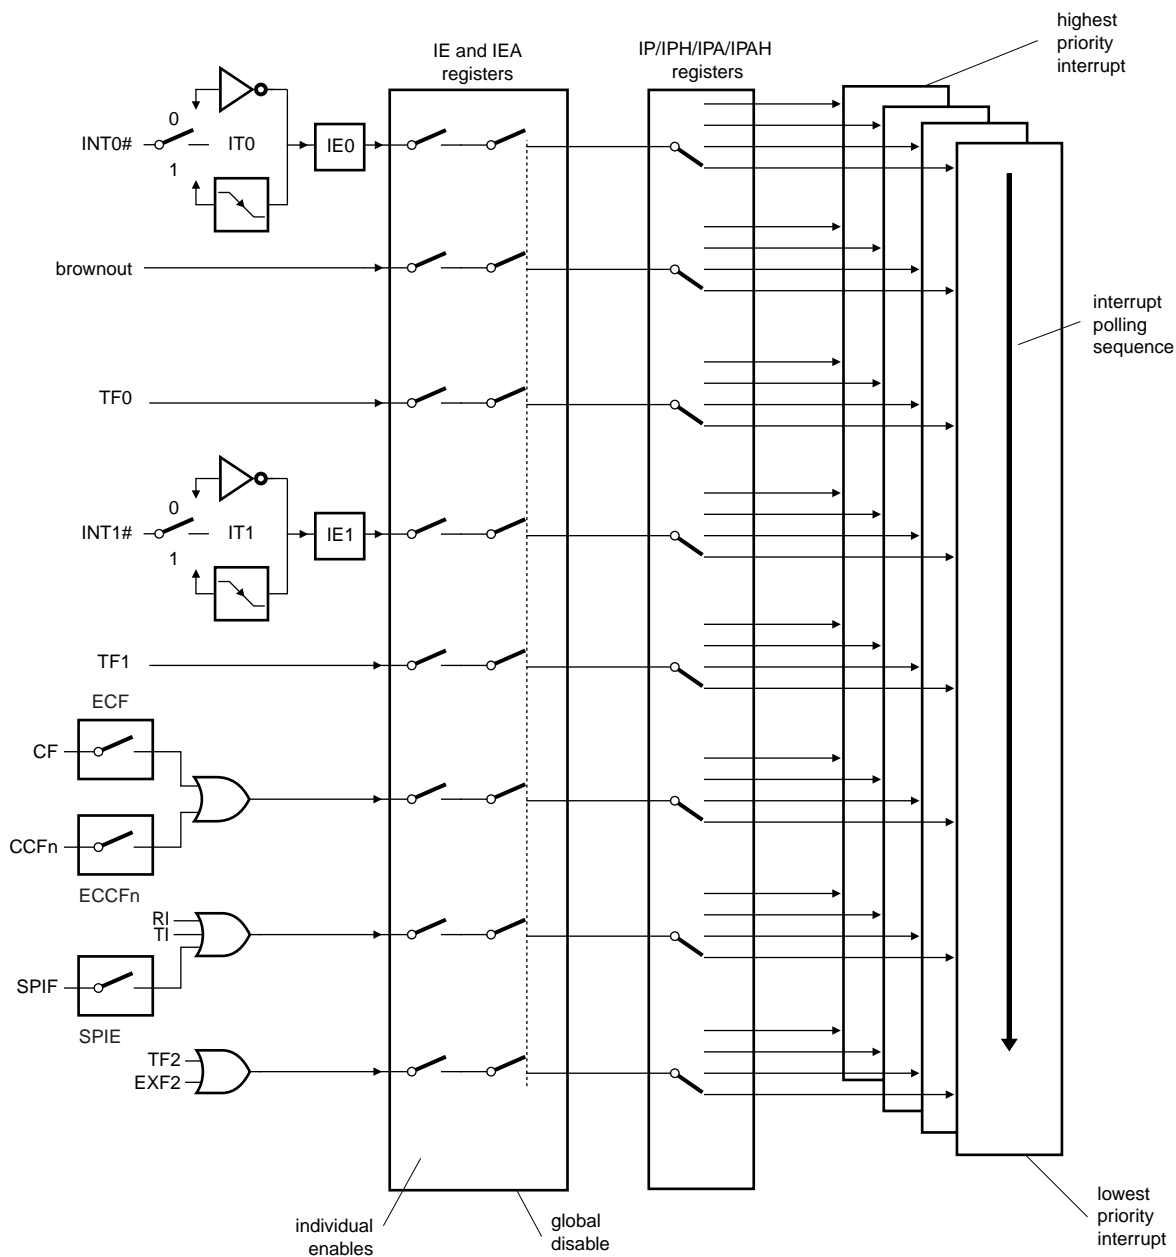 highest
priority
interrupt
IE and IEA
registers
IP/IPH/IPA/IPAH
registers
0
INT0#
IT0
IE0
1
brownout
interrupt
polling
sequence
TF0
0
INT1#
IT1
IE1
1
TF1
ECF
CF
CCFn
ECCFn
RI
TI
SPIF
SPIE
TF2
EXF2
individual
enables
global
disable
lowest
priority
interrupt